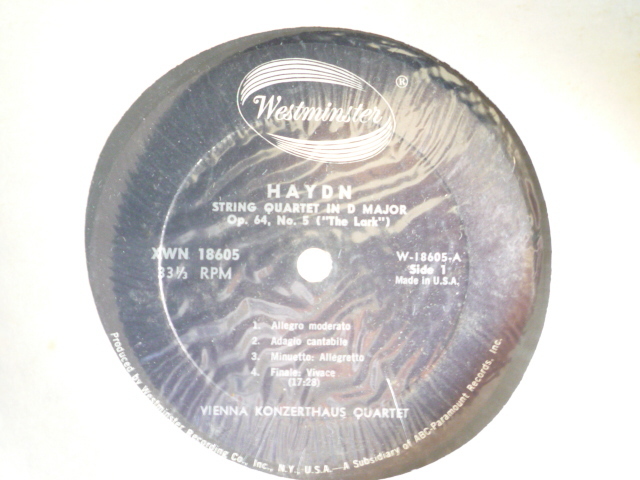 Westminster ®
HAYDN
STRING QUARTET IN D MAJOR
Op. 64, No. 5 ("The Lark")
XWN 18605
33⅓ RPM
W-18605-A
Side 1
Made in U.S.A.
1. Allegro moderato
2. Adagio cantabile
3. Minuetto: Allegretto
4. Finale: Vivace
(17:28)
VIENNA KONZERTHAUS QUARTET
Produced by Westminster Recording Co., Inc., N.Y., U.S.A.—A Subsidiary of ABC-Paramount Records, Inc.